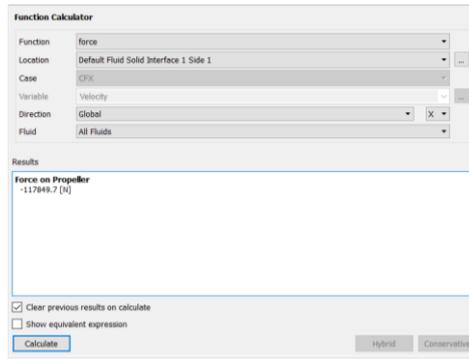 Function Calculator
Function force
Location Default Fluid Solid Interface 1 Side 1 ...
Case CFX
Variable Velocity ...
Direction Global X
Fluid All Fluids
Results
Force on Propeller
-117849.7 [N]
Clear previous results on calculate
Show equivalent expression
Calculate Hybrid Conservative